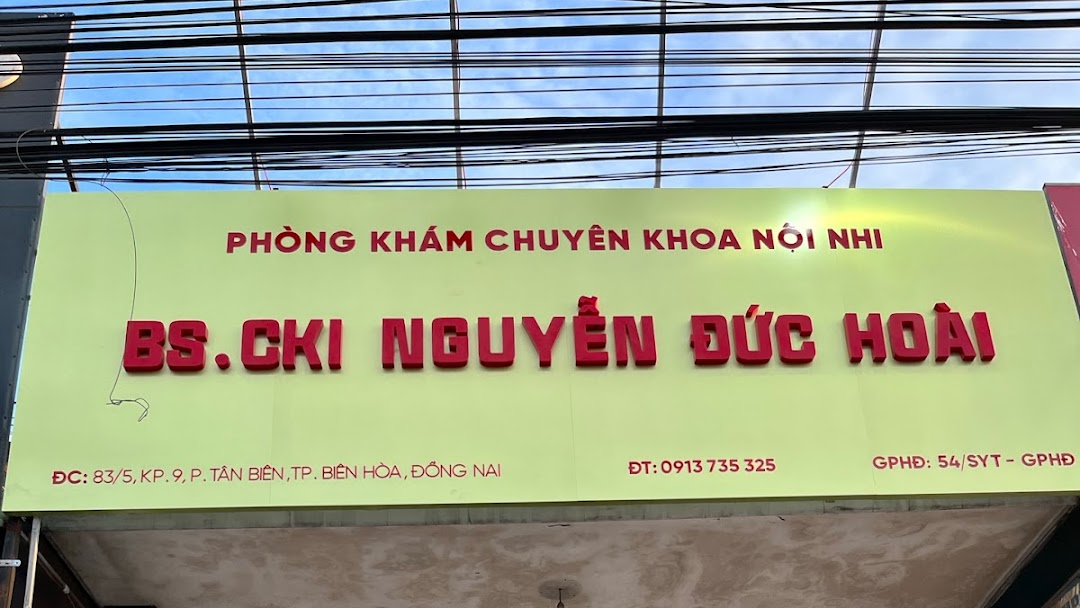 PHÒNG KHÁM CHUYÊN KHOA NỘI NHI
BS.CKI NGUYỄN ĐỨC HOÀI
ĐC: 83/5, KP.9, P. TÂN BIÊN, TP. BIÊN HÒA, ĐỒNG NAI ĐT: 0913 735 325 GPHĐ: 54/SYT - GPHĐ